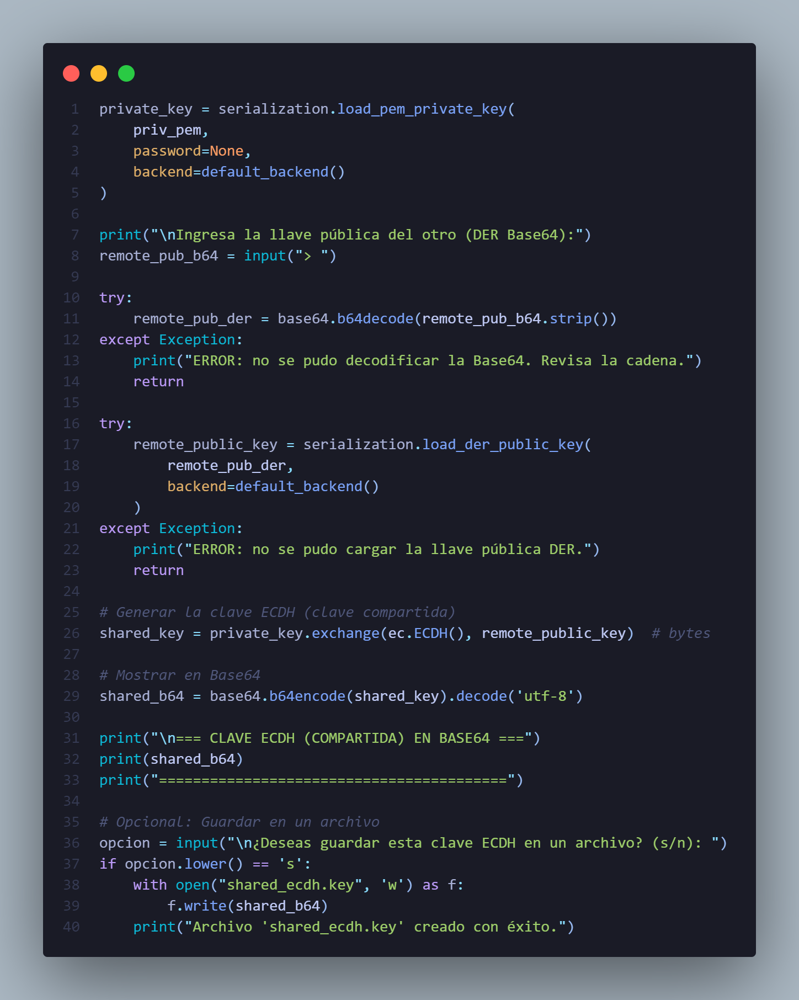 1 private_key = serialization.load_pem_private_key(
2     priv_pem,
3     password=None,
4     backend=default_backend()
5 )
6
7 print("\nIngresa la llave pública del otro (DER Base64):")
8 remote_pub_b64 = input("> ")
9
10 try:
11     remote_pub_der = base64.b64decode(remote_pub_b64.strip())
12 except Exception:
13     print("ERROR: no se pudo decodificar la Base64. Revisa la cadena.")
14     return
15
16 try:
17     remote_public_key = serialization.load_der_public_key(
18         remote_pub_der,
19         backend=default_backend()
20     )
21 except Exception:
22     print("ERROR: no se pudo cargar la llave pública DER.")
23     return
24
25 # Generar la clave ECDH (clave compartida)
26 shared_key = private_key.exchange(ec.ECDH(), remote_public_key)  # bytes
27
28 # Mostrar en Base64
29 shared_b64 = base64.b64encode(shared_key).decode('utf-8')
30
31 print("\n=== CLAVE ECDH (COMPARTIDA) EN BASE64 ===")
32 print(shared_b64)
33 print("=========================================")
34
35 # Opcional: Guardar en un archivo
36 opcion = input("\n¿Deseas guardar esta clave ECDH en un archivo? (s/n): ")
37 if opcion.lower() == 's':
38     with open("shared_ecdh.key", 'w') as f:
39         f.write(shared_b64)
40     print("Archivo 'shared_ecdh.key' creado con éxito.")